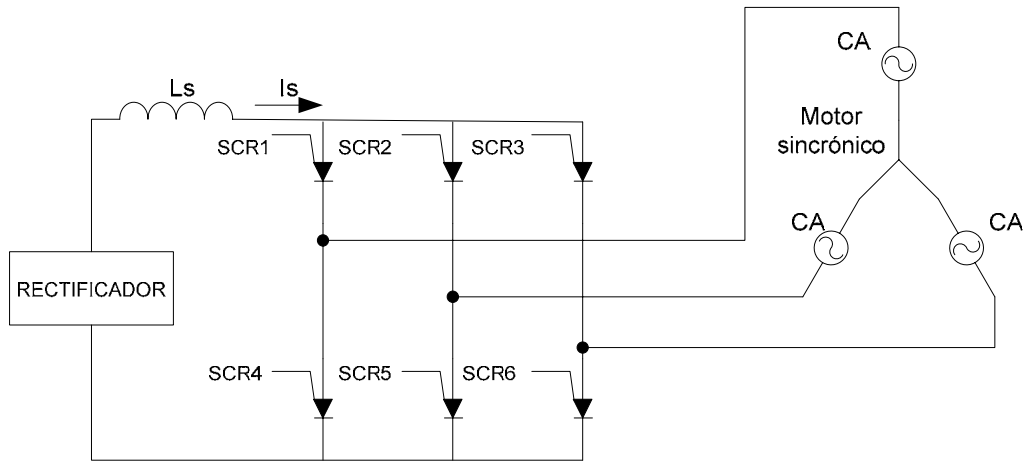 CA
Ls
Is
Motor
sincrónico
SCR1
SCR2
SCR3
CA
CA
RECTIFICADOR
SCR4
SCR5
SCR6